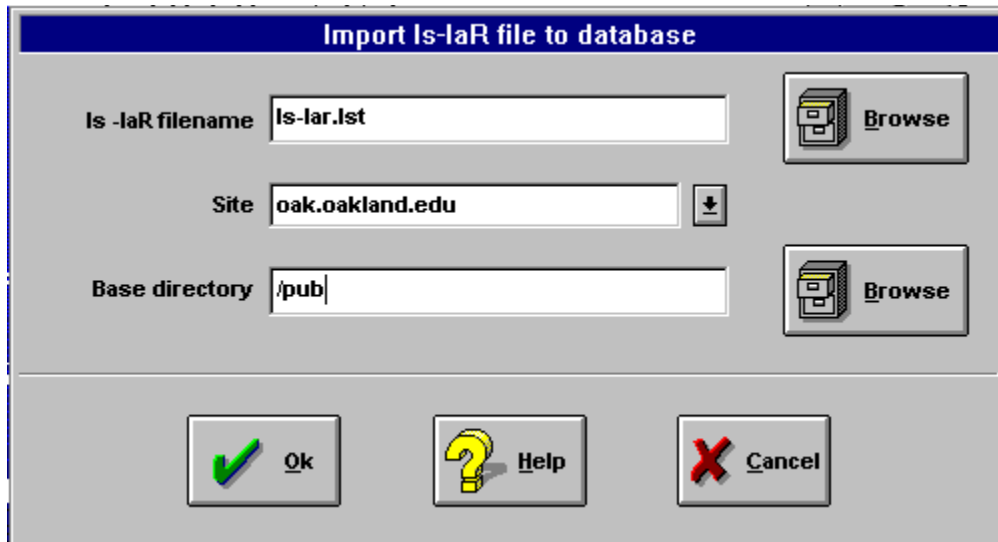 Import ls-laR file to database
ls -laR filename ls-lar.lst Browse
Site oak.oakland.edu
Base directory /pub Browse
Ok Help Cancel